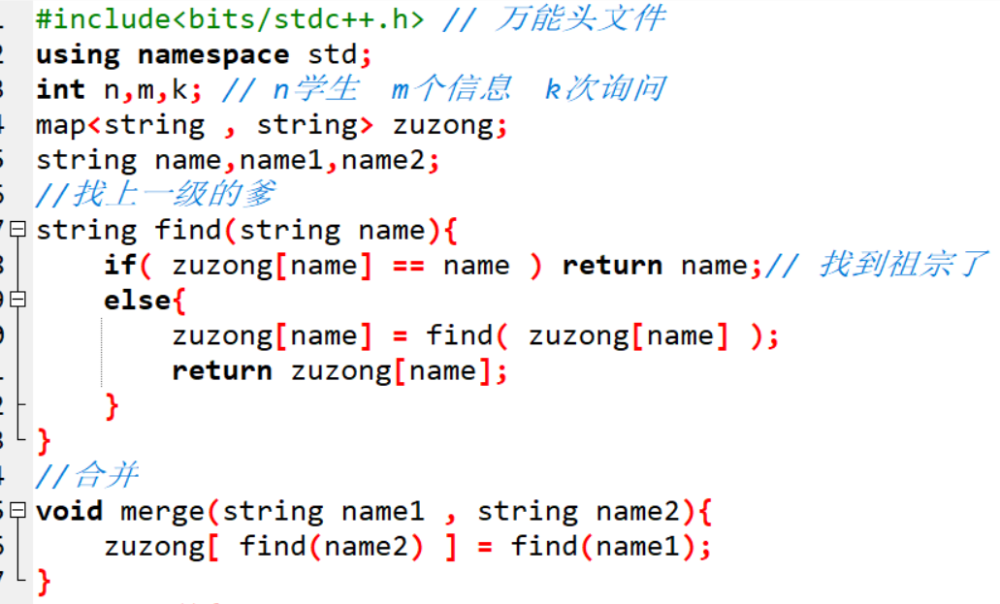 #include<bits/stdc++.h> // 万能头文件
using namespace std;
int n,m,k; // n学生 m个信息 k次询问
map<string , string> zuzong;
string name,name1,name2;
//找上一级的爹
string find(string name){
if( zuzong[name] == name ) return name;// 找到祖宗了
else{
zuzong[name] = find( zuzong[name] );
return zuzong[name];
}
}
//合并
void merge(string name1 , string name2){
zuzong[ find(name2) ] = find(name1);
}